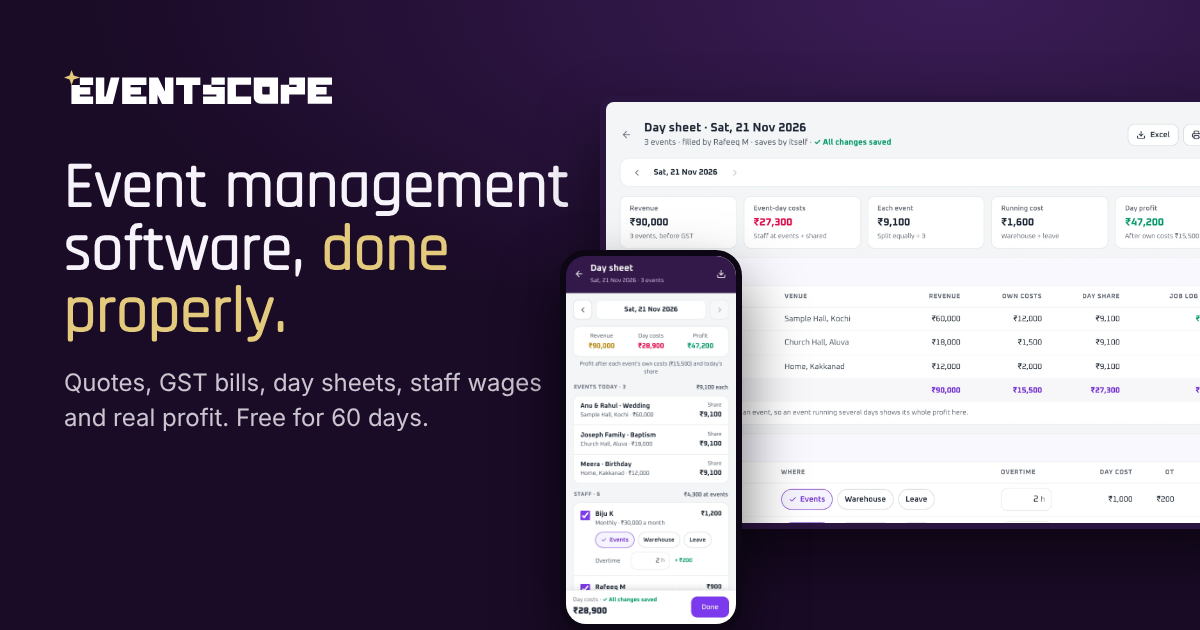 EVENTSCOPE
Event management
software, done
properly.
Quotes, GST bills, day sheets, staff wages
and real profit. Free for 60 days.
Day sheet · Sat, 21 Nov 2026
3 events · filled by Rafeeq M · saves by itself · ✓ All changes saved
Excel
Sat, 21 Nov 2026
Revenue
₹90,000
3 events, before GST
Event-day costs
₹27,300
Staff at events + shared
Each event
₹9,100
Split equally ÷ 3
Running cost
₹1,600
Warehouse + leave
Day profit
₹47,200
After own costs ₹15,500
VENUE REVENUE OWN COSTS DAY SHARE JOB LOG
Sample Hall, Kochi ₹60,000 ₹12,000 ₹9,100
Church Hall, Aluva ₹18,000 ₹1,500 ₹9,100
Home, Kakkanad ₹12,000 ₹2,000 ₹9,100
₹90,000 ₹15,500 ₹27,300
an event, so an event running several days shows its whole profit here.
WHERE OVERTIME DAY COST OT
✓ Events Warehouse Leave 2 h ₹1,000 ₹200
Day sheet
Sat, 21 Nov 2026 · 3 events
Sat, 21 Nov 2026
Revenue Day costs Profit
₹90,000 ₹28,900 ₹47,200
Profit after each event's own costs (₹15,500) and today's
share
EVENTS TODAY · 3 ₹9,100 each
Anu & Rahul · Wedding Share
Sample Hall, Kochi · ₹60,000 ₹9,100
Joseph Family · Baptism Share
Church Hall, Aluva · ₹18,000 ₹9,100
Meera · Birthday Share
Home, Kakkanad · ₹12,000 ₹9,100
STAFF · 6 ₹4,300 at events
Biju K ₹1,200
Monthly · ₹30,000 a month
✓ Events Warehouse Leave
Overtime 2 h + ₹200
Rafeeq M ₹900
Day costs · ✓ All changes saved
₹28,900
Done